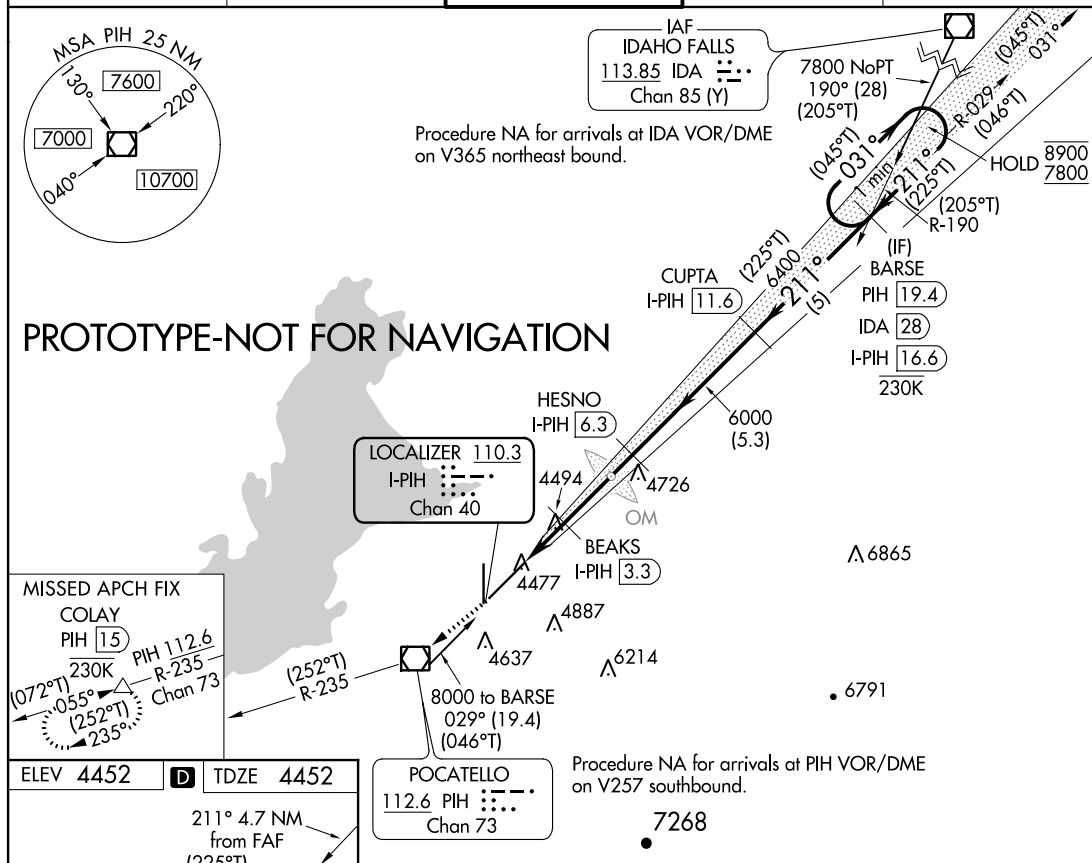 MSA PIH 25 NM
130°
7600
220°
7000
040°
10700
IAF
IDAHO FALLS
113.85 IDA
Chan 85 (Y)
7800 NoPT
190° (28)
(205°T)
(045°T)
031°
R-029
(046°T)
Procedure NA for arrivals at IDA VOR/DME
on V365 northeast bound.
(045°T)
031°
1 min
211°
(225°T)
HOLD
8900
7800
(205°T)
R-190
(IF)
BARSE
PIH 19.4
IDA 28
I-PIH 16.6
230K
(225°T)
6400
211°
(5)
CUPTA
I-PIH 11.6
PROTOTYPE-NOT FOR NAVIGATION
6000
(5.3)
HESNO
I-PIH 6.3
LOCALIZER 110.3
I-PIH
Chan 40
4494
4726
OM
BEAKS
I-PIH 3.3
4477
6865
4887
4637
6214
6791
MISSED APCH FIX
COLAY
PIH 15
230K
PIH 112.6
R-235
Chan 73
(072°T)
055°
(252°T)
235°
(252°T)
R-235
8000 to BARSE
029° (19.4)
(046°T)
POCATELLO
112.6 PIH
Chan 73
Procedure NA for arrivals at PIH VOR/DME
on V257 southbound.
7268
ELEV 4452 D TDZE 4452
211° 4.7 NM
from FAF
(225°T)